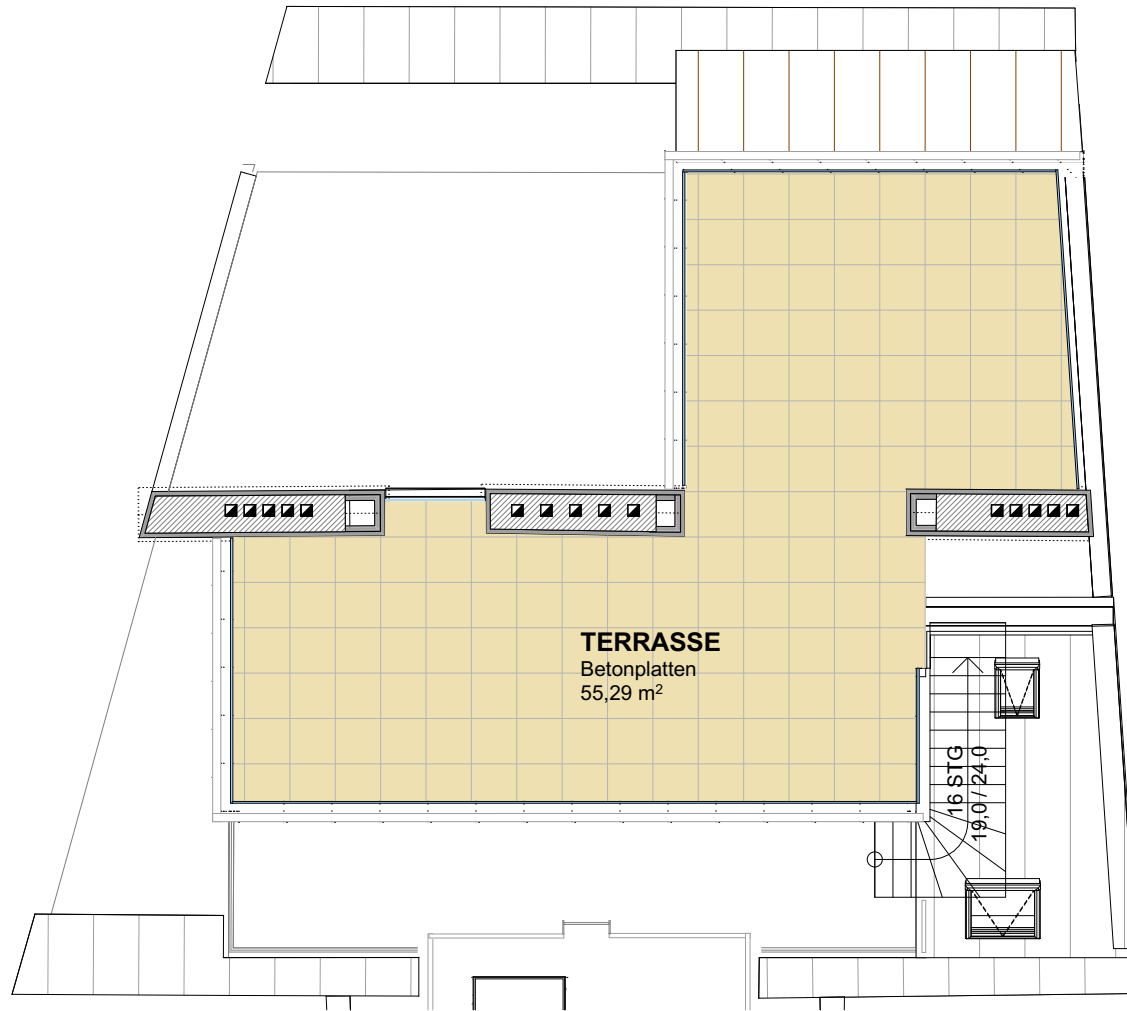 TERRASSE
Betonplatten
55,29 m²
16 STG
19,0 / 24,0